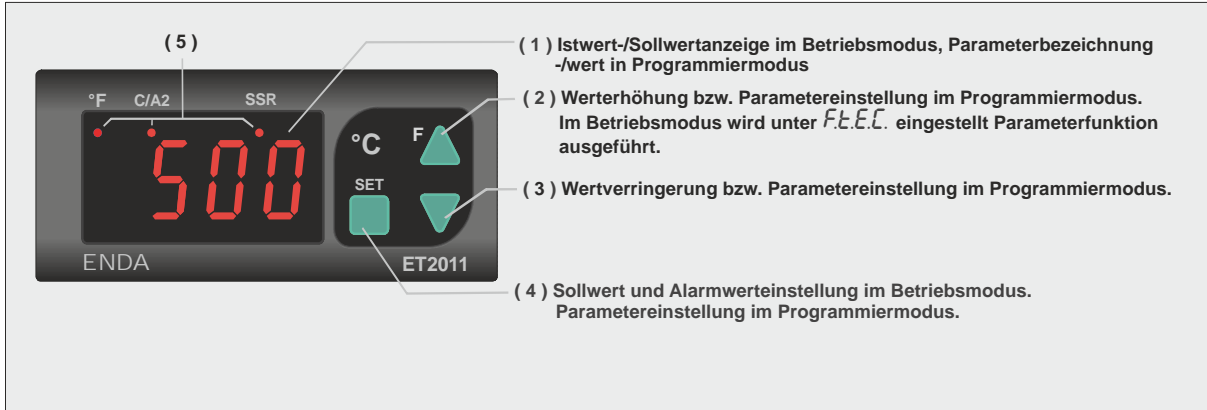 ( 5 )
( 1 ) Istwert-/Sollwertanzeige im Betriebsmodus, Parameterbezeichnung
-/wert in Programmiermodus
°F C/A2 SSR
500
°C
F
SET
ENDA
ET2011
( 2 ) Werterhöhung bzw. Parametereinstellung im Programmiermodus.
Im Betriebsmodus wird unter F.t.E.C. eingestellt Parameterfunktion
ausgeführt.
( 3 ) Wertverringerung bzw. Parametereinstellung im Programmiermodus.
( 4 ) Sollwert und Alarmwerteinstellung im Betriebsmodus.
Parametereinstellung im Programmiermodus.